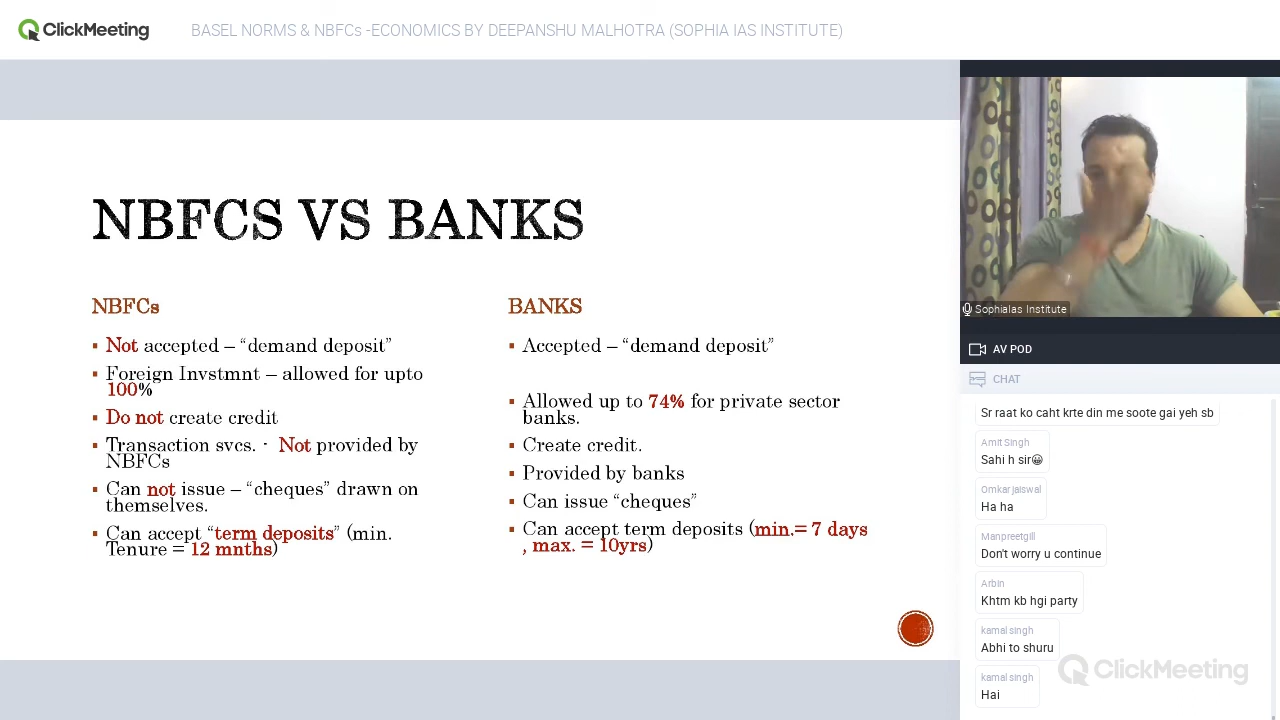 ClickMeeting
BASEL NORMS & NBFCs -ECONOMICS BY DEEPANSHU MALHOTRA (SOPHIA IAS INSTITUTE)
NBFCS VS BANKS
NBFCs
▪ Not accepted – “demand deposit”
▪ Foreign Invstmnt – allowed for upto
100%
▪ Do not create credit
▪ Transaction svcs. - Not provided by
NBFCs
▪ Can not issue – “cheques” drawn on
themselves.
▪ Can accept “term deposits” (min.
Tenure = 12 mnths)
BANKS
▪ Accepted – “demand deposit”
▪ Allowed up to 74% for private sector
banks.
▪ Create credit.
▪ Provided by banks
▪ Can issue “cheques”
▪ Can accept term deposits (min.= 7 days
, max. = 10yrs)
SophiaIas Institute
AV POD
CHAT
Sr raat ko caht krte din me soote gai yeh sb
Amit Singh
Sahi h sir😀
Omkar jaiswal
Ha ha
Manpreetgill
Don't worry u continue
Arbin
Khtm kb hgi party
kamal singh
Abhi to shuru
kamal singh
Hai
ClickMeeting